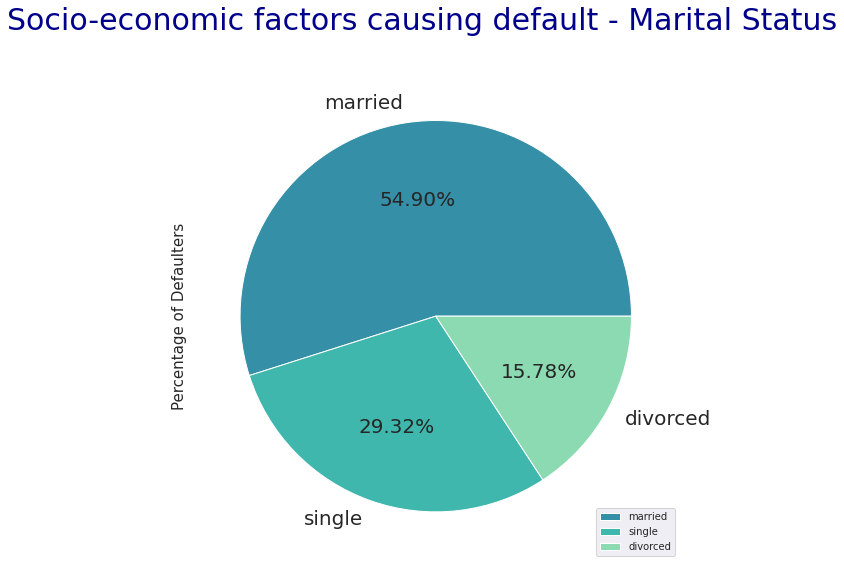 Socio-economic factors causing default - Marital Status
married
54.90%
Percentage of Defaulters
15.78%
divorced
29.32%
single
married
single
divorced